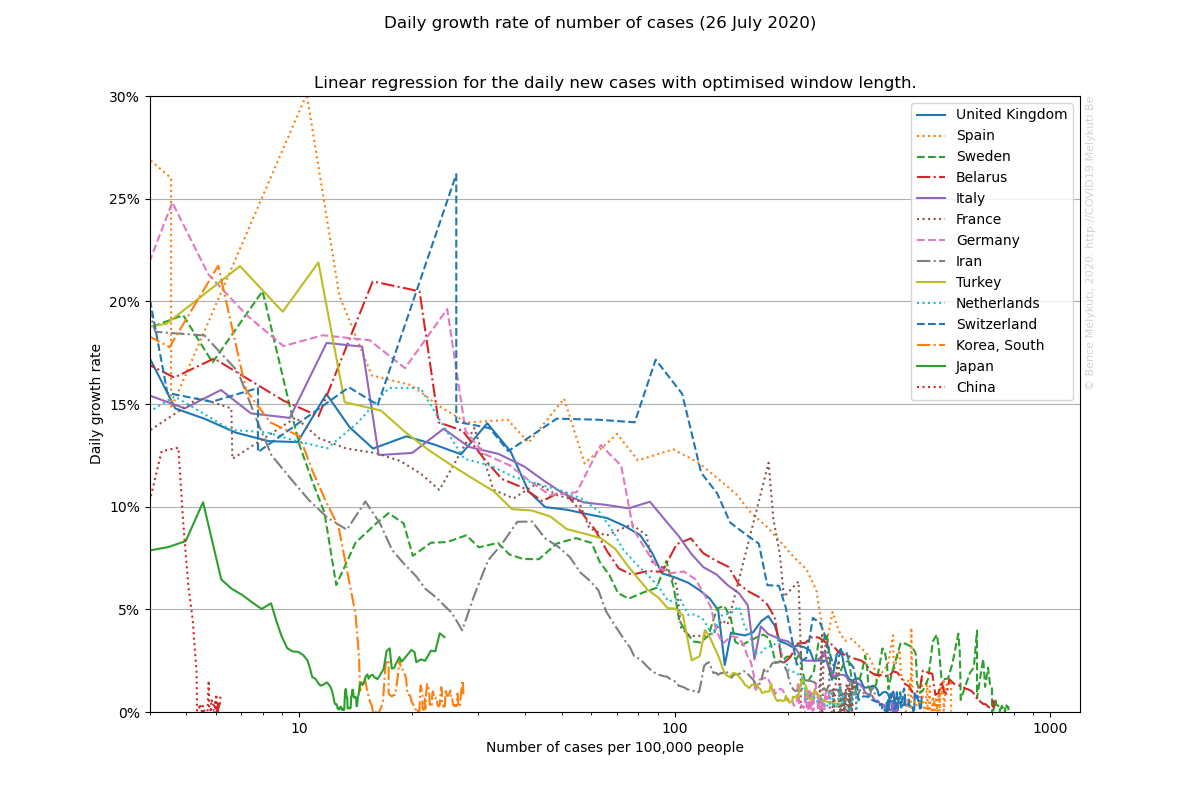 Daily growth rate of number of cases (26 July 2020)
Linear regression for the daily new cases with optimised window length.
30%
25%
20%
15%
10%
5%
0%
Daily growth rate
10
100
1000
Number of cases per 100,000 people
United Kingdom
Spain
Sweden
Belarus
Italy
France
Germany
Iran
Turkey
Netherlands
Switzerland
Korea, South
Japan
China
© Bence Mélykúti, 2020 http://COVID19.Melykuti.Be